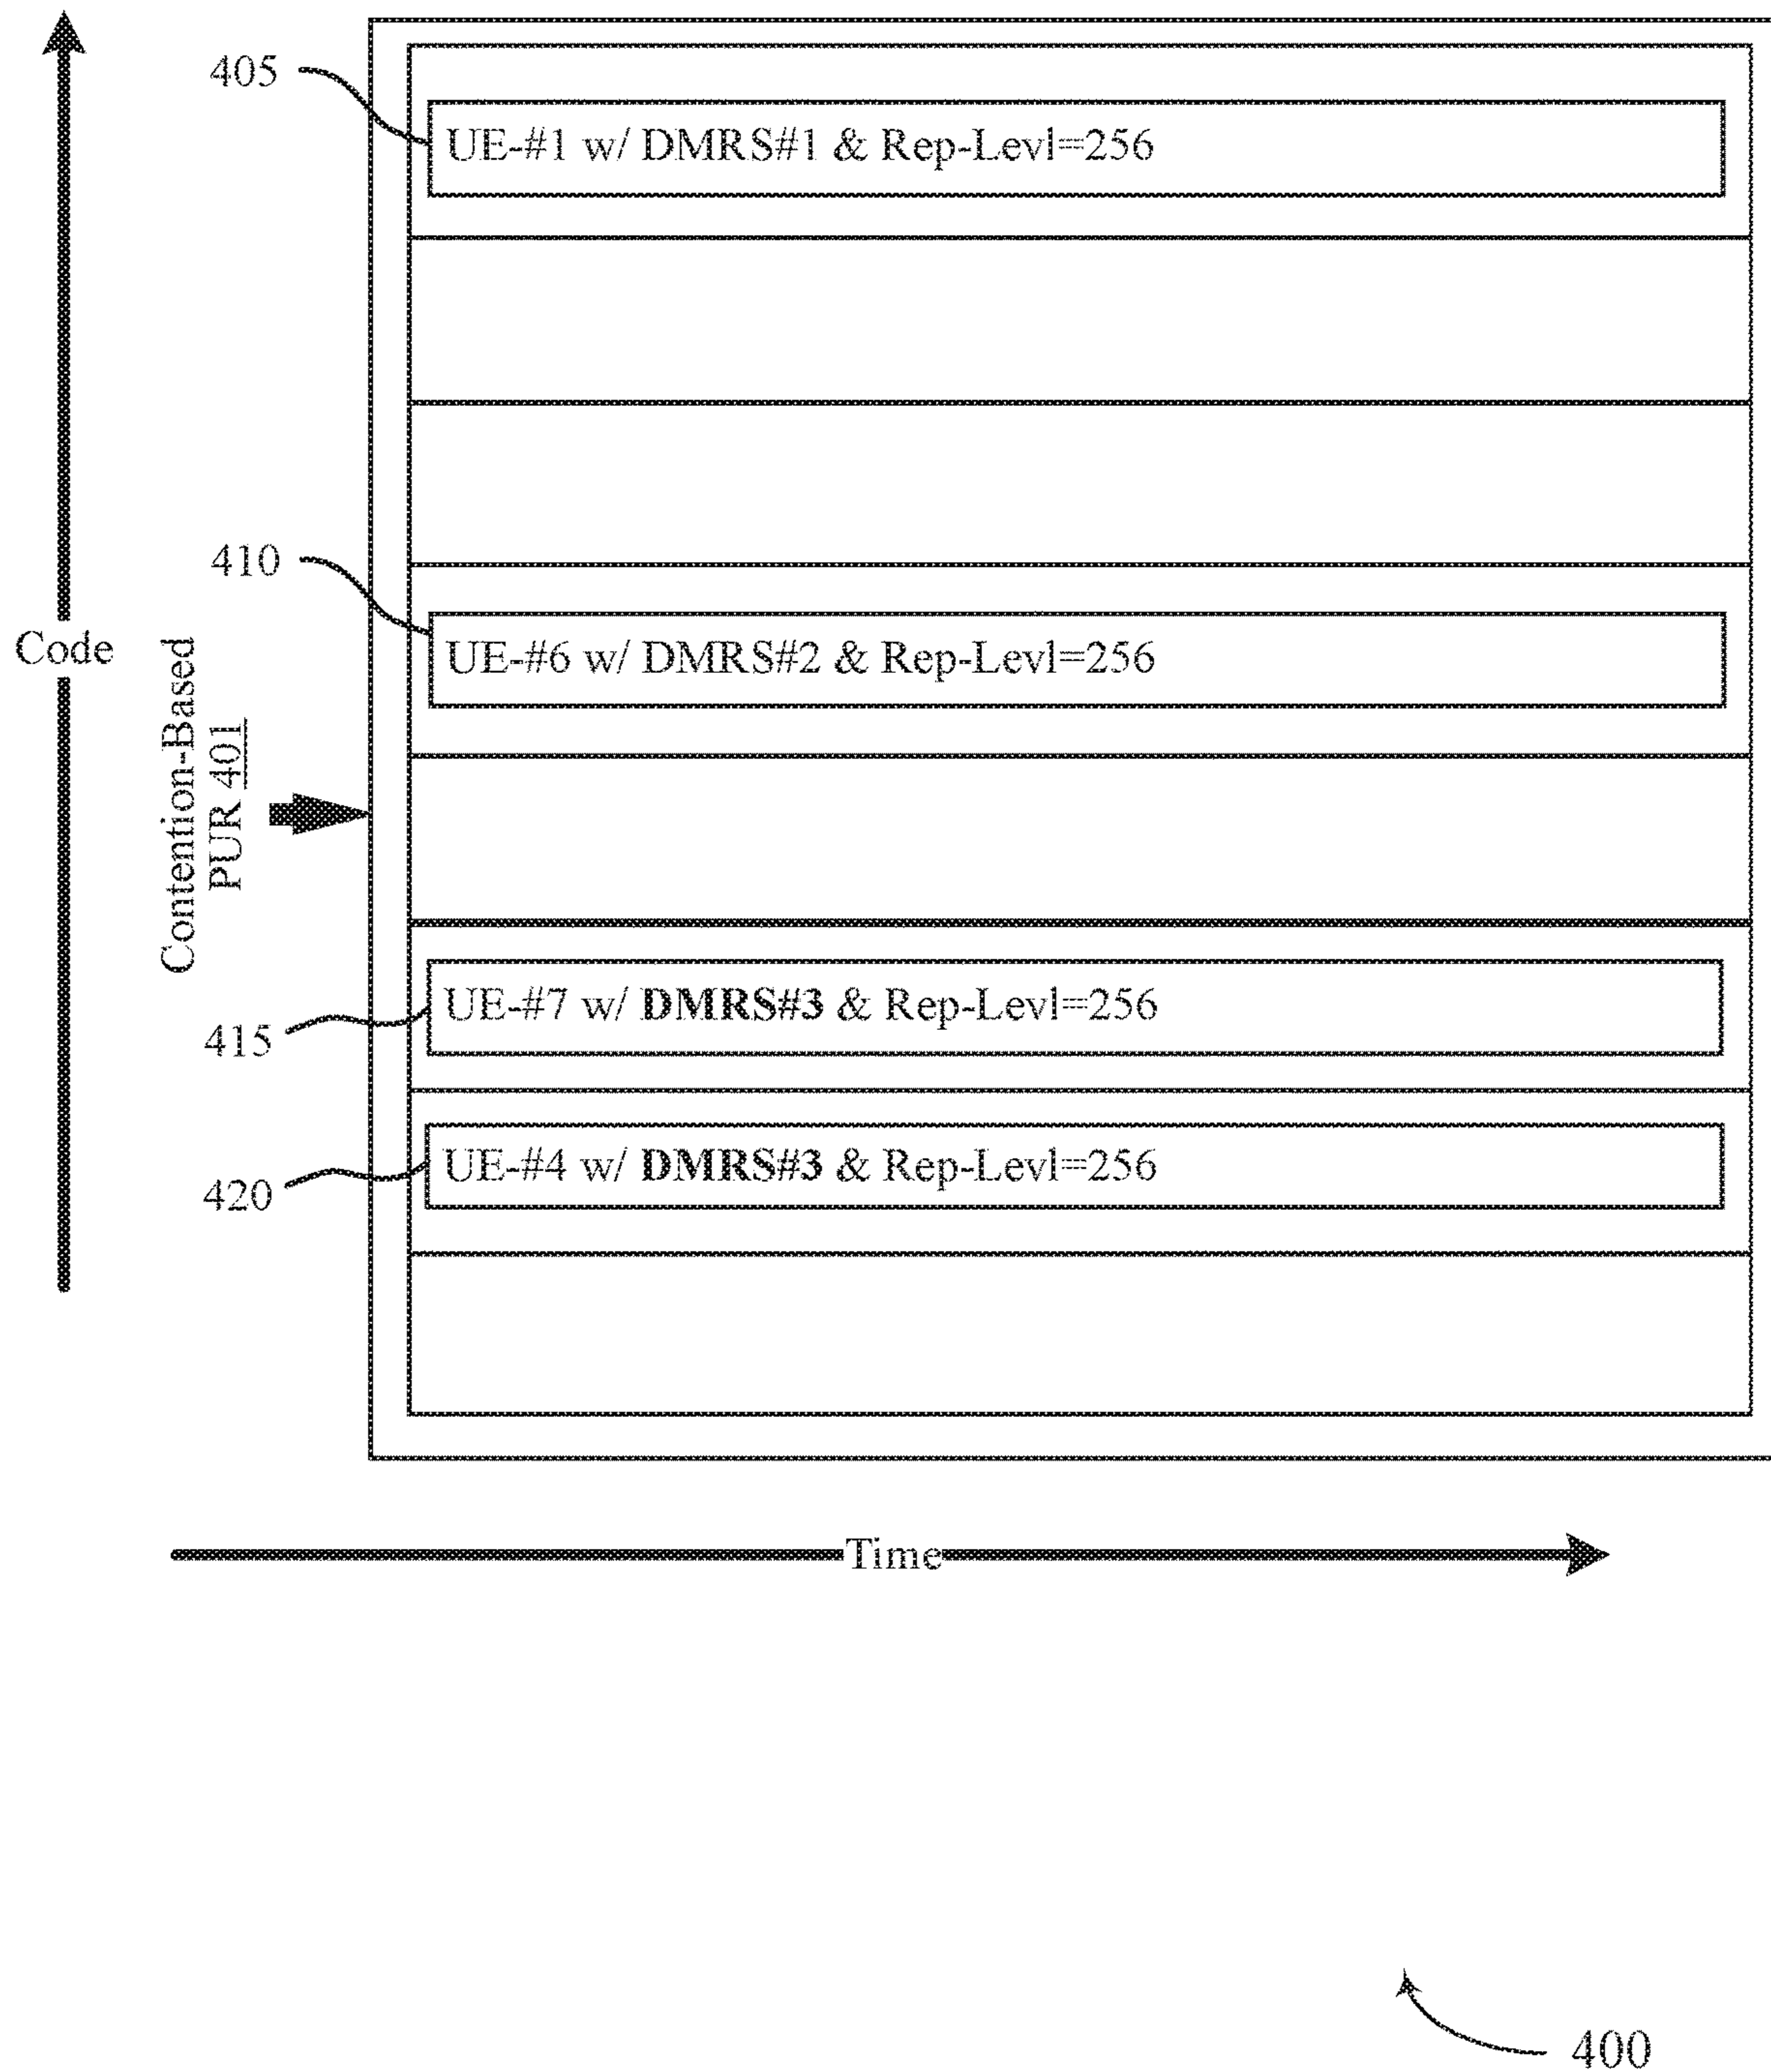 405
UE-#1 w/ DMRS#1 & Rep-Levl=256
410
UE-#6 w/ DMRS#2 & Rep-Levl=256
Code
Contention-Based
PUR 401
UE-#7 w/ DMRS#3 & Rep-Levl=256
415
UE-#4 w/ DMRS#3 & Rep-Levl=256
420
Time
400